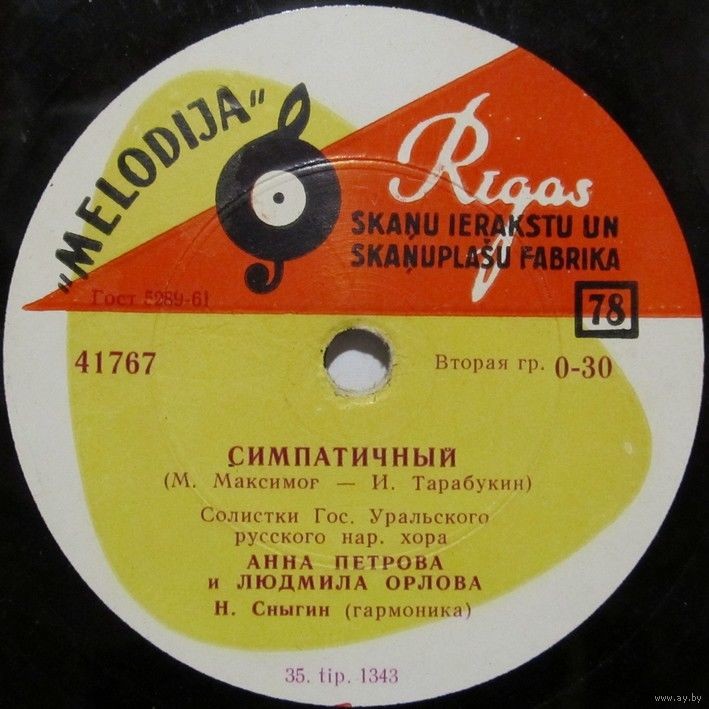 „MELODIJA"
Rīgas
SKAŅU IERAKSTU UN
SKAŅUPLAŠU FABRIKA
Гост 5289-61
78
41767
Вторая гр. 0-30
СИМПАТИЧНЫЙ
(М. Максимов — И. Тарабукин)
Солистки Гос. Уральского
русского нар. хора
АННА ПЕТРОВА
и ЛЮДМИЛА ОРЛОВА
Н. Сныгин (гармоника)
35. tip. 1343
www.ay.by